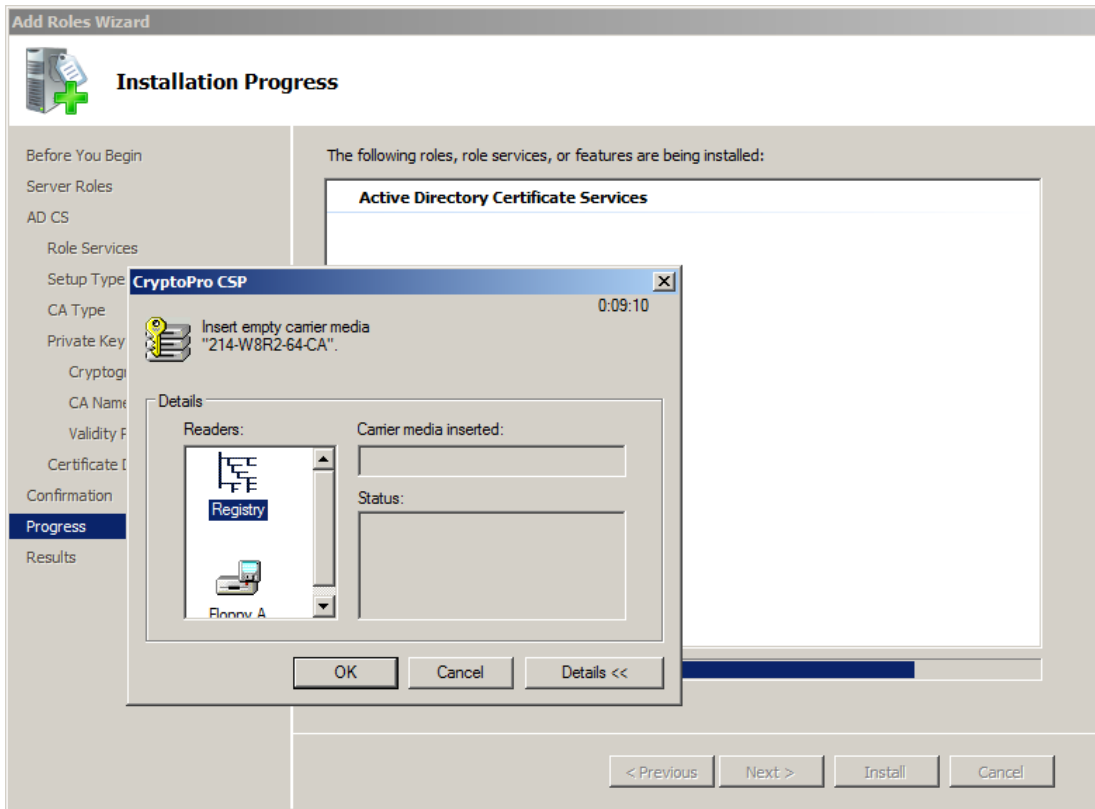 Add Roles Wizard
Installation Progress
Before You Begin
Server Roles
AD CS
Role Services
Setup Type
CA Type
Private Key
CA Name
Validity
Certificate
Confirmation
Progress
Results
The following roles, role services, or features are being installed:
Active Directory Certificate Services
CryptoPro CSP
0:09:10
Insert empty carrier media
"214-W8R2-64-CA".
Details
Readers:
Registry
Floppy A
Carrier media inserted:
Status:
OK
Cancel
Details <<
< Previous
Next >
Install
Cancel